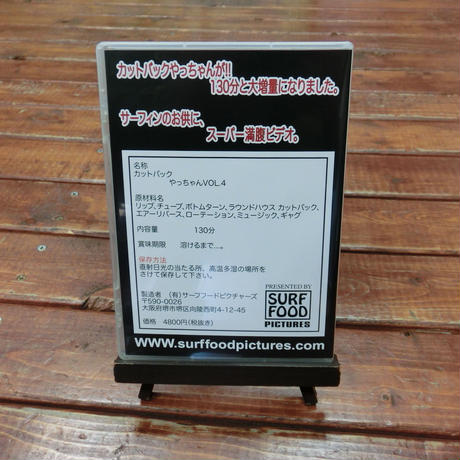 カットバックやっちゃんが!!
130分と大増量になりました。
サーフィンのお供に、
スーパー満腹ビデオ。
名称
カットバック
やっちゃんVOL.4
原材料名
リップ、チューブ、ボトムターン、ラウンドハウス カットバック、
エアーリバース、ローテーション、ミュージック、ギャグ
内容量 130分
賞味期限 溶けるまで…。
保存方法
直射日光の当たる所、高温多湿の場所を
さけて保存して下さい。
製造者 (有)サーフフードピクチャーズ
〒590-0026
大阪府堺市堺区向陵西町4-12-45
価格 4800円(税抜き)
PRESENTED BY
SURF
FOOD
PICTURES
www.surffoodpictures.com